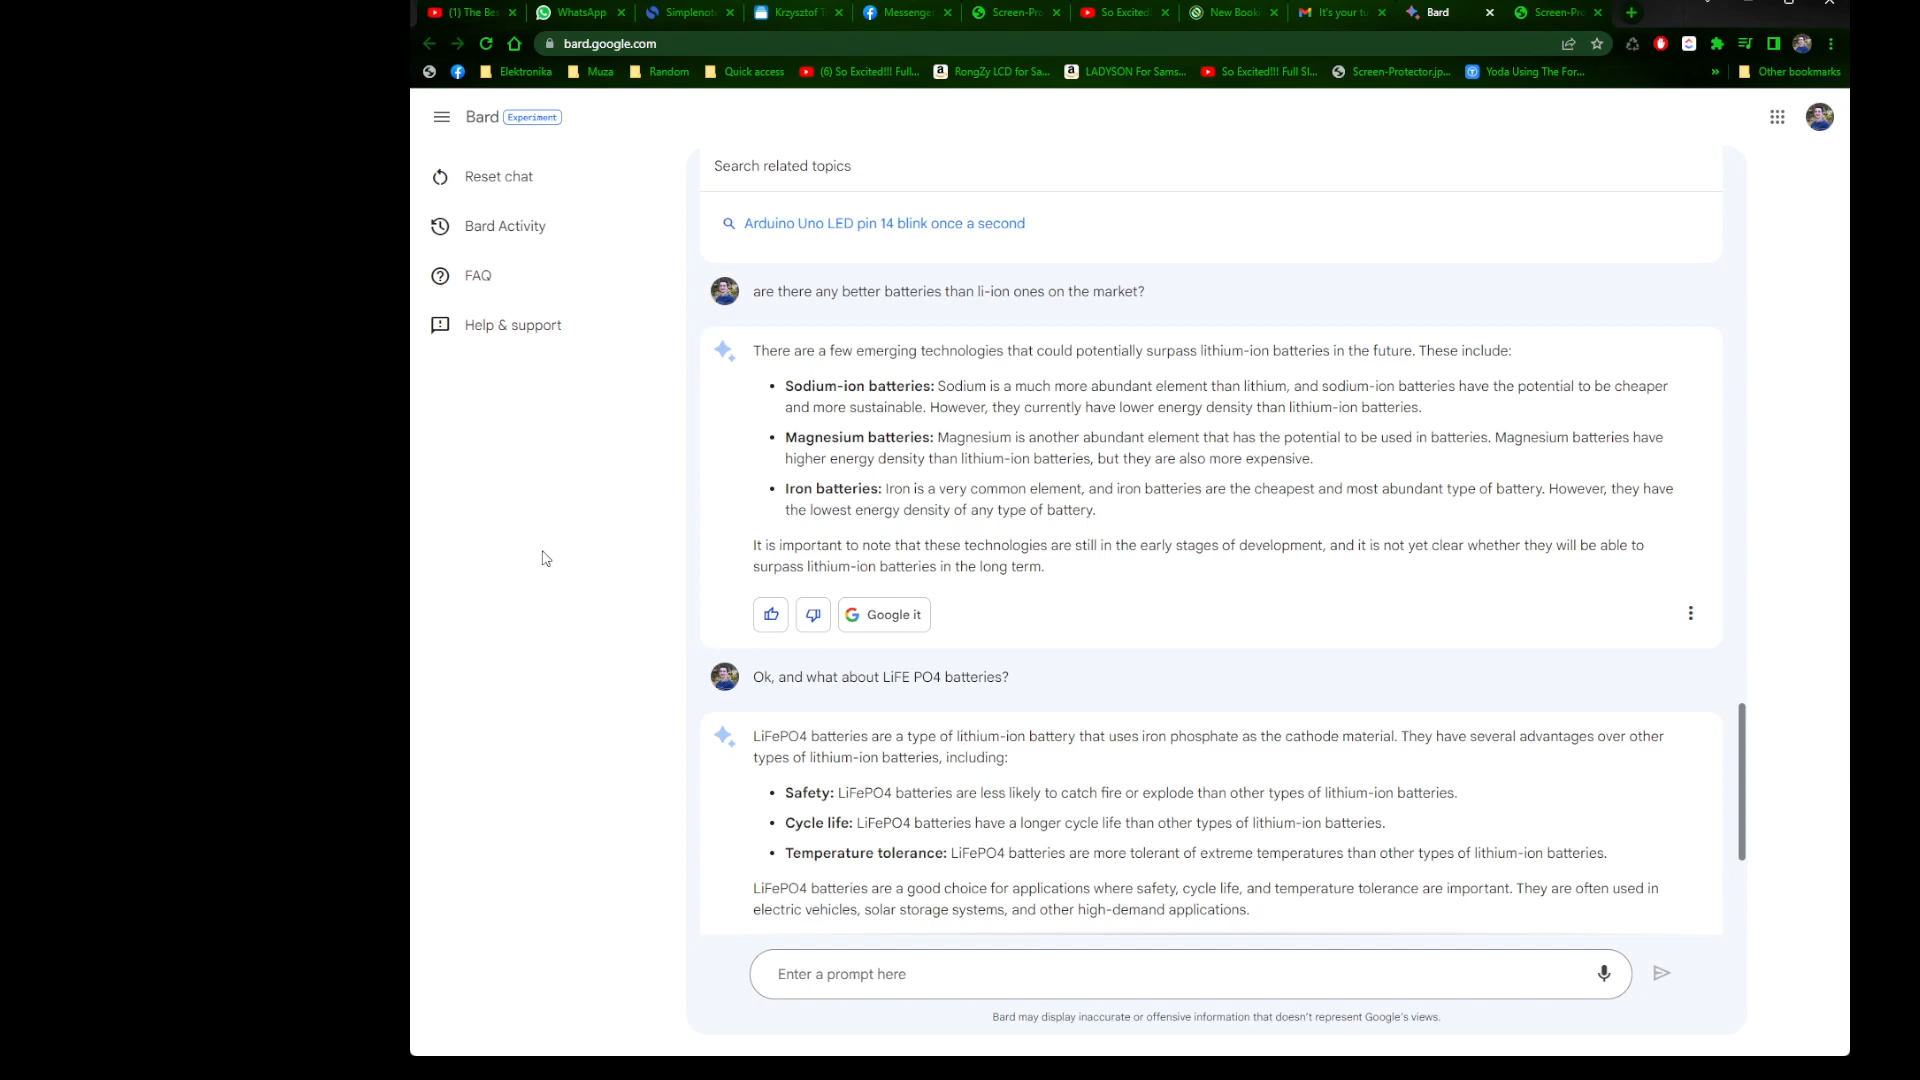 (1) The Bes
WhatsApp
Simplenot
Krzysztof T
Messenge
Screen-Pro
So Excited
New Book
It's your tu
Bard
Screen-Pro
bard.google.com
Elektronika
Muza
Random
Quick access
(6) So Excited!!! Full...
RongZy LCD for Sa...
LADYSON For Sams...
So Excited!!! Full Sl...
Screen-Protector.jp...
Yoda Using The For...
»
Other bookmarks
Bard Experiment
Reset chat
Bard Activity
FAQ
Help & support
Search related topics
Arduino Uno LED pin 14 blink once a second
are there any better batteries than li-ion ones on the market?
There are a few emerging technologies that could potentially surpass lithium-ion batteries in the future. These include:
• Sodium-ion batteries: Sodium is a much more abundant element than lithium, and sodium-ion batteries have the potential to be cheaper
and more sustainable. However, they currently have lower energy density than lithium-ion batteries.
• Magnesium batteries: Magnesium is another abundant element that has the potential to be used in batteries. Magnesium batteries have
higher energy density than lithium-ion batteries, but they are also more expensive.
• Iron batteries: Iron is a very common element, and iron batteries are the cheapest and most abundant type of battery. However, they have
the lowest energy density of any type of battery.
It is important to note that these technologies are still in the early stages of development, and it is not yet clear whether they will be able to
surpass lithium-ion batteries in the long term.
Google it
Ok, and what about LiFE PO4 batteries?
LiFePO4 batteries are a type of lithium-ion battery that uses iron phosphate as the cathode material. They have several advantages over other
types of lithium-ion batteries, including:
• Safety: LiFePO4 batteries are less likely to catch fire or explode than other types of lithium-ion batteries.
• Cycle life: LiFePO4 batteries have a longer cycle life than other types of lithium-ion batteries.
• Temperature tolerance: LiFePO4 batteries are more tolerant of extreme temperatures than other types of lithium-ion batteries.
LiFePO4 batteries are a good choice for applications where safety, cycle life, and temperature tolerance are important. They are often used in
electric vehicles, solar storage systems, and other high-demand applications.
Enter a prompt here
Bard may display inaccurate or offensive information that doesn't represent Google's views.